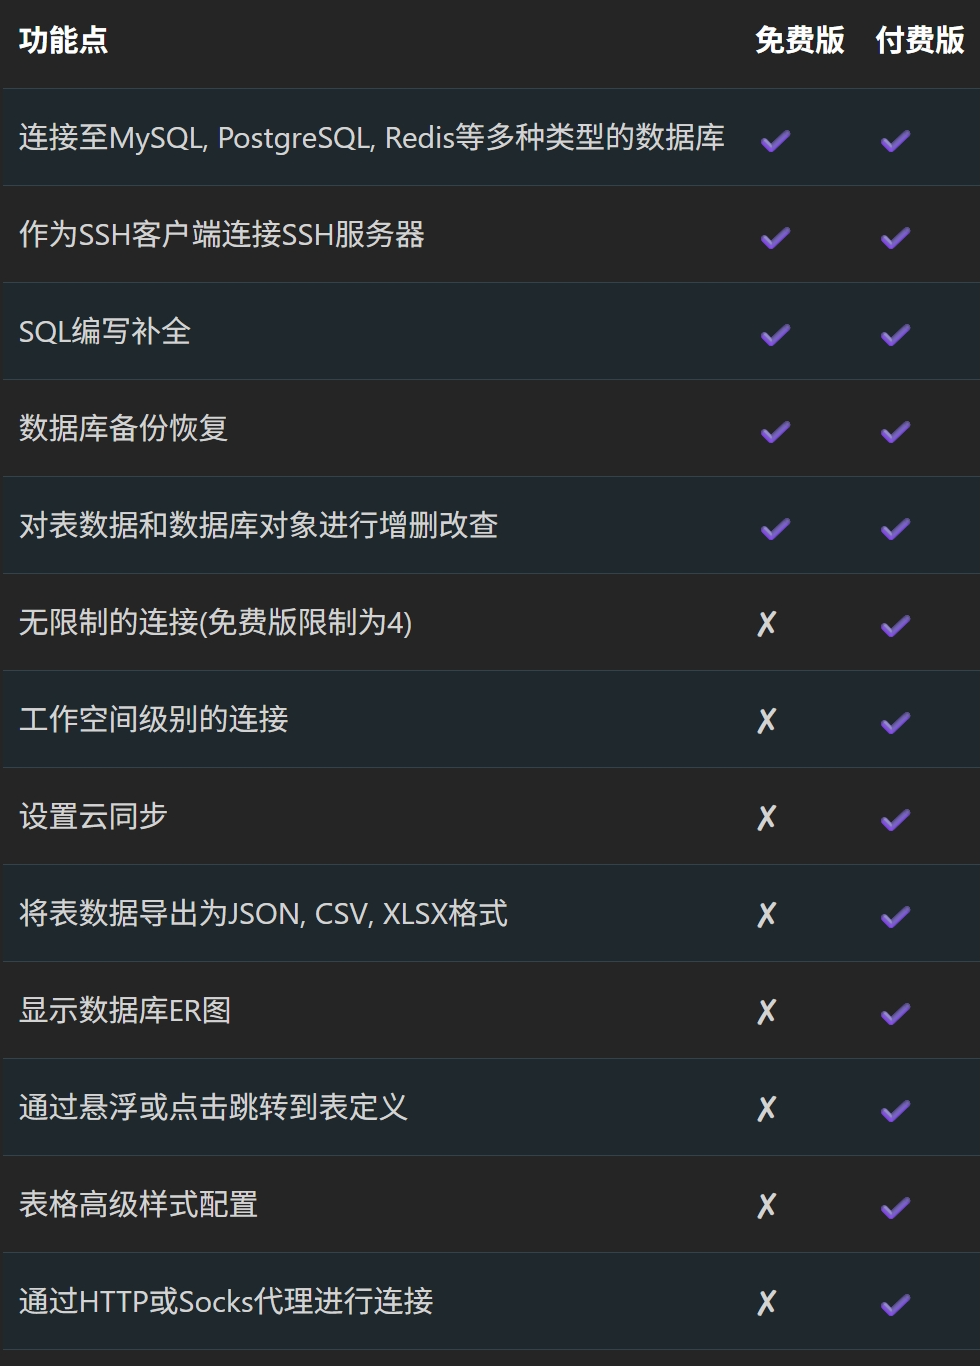 功能点 免费版 付费版
连接至MySQL, PostgreSQL, Redis等多种类型的数据库 ✔ ✔
作为SSH客户端连接SSH服务器 ✔ ✔
SQL编写补全 ✔ ✔
数据库备份恢复 ✔ ✔
对表数据和数据库对象进行增删改查 ✔ ✔
无限制的连接(免费版限制为4) ✗ ✔
工作空间级别的连接 ✗ ✔
设置云同步 ✗ ✔
将表数据导出为JSON, CSV, XLSX格式 ✗ ✔
显示数据库ER图 ✗ ✔
通过悬浮或点击跳转到表定义 ✗ ✔
表格高级样式配置 ✗ ✔
通过HTTP或Socks代理进行连接 ✗ ✔